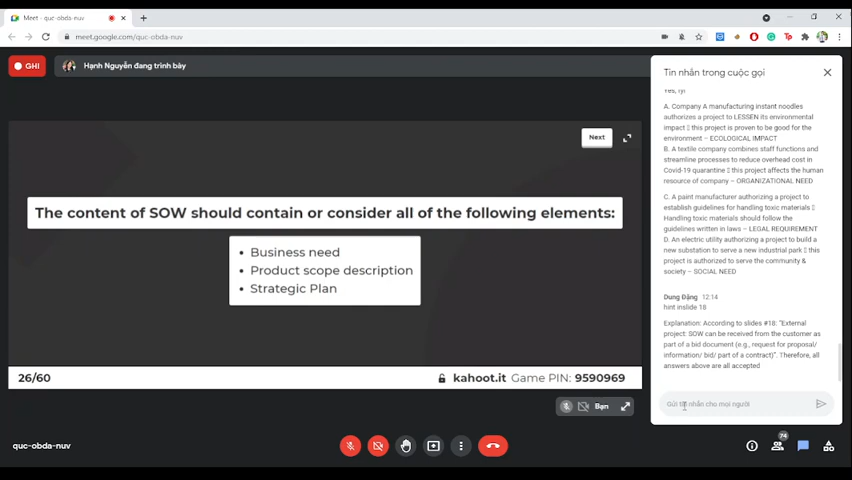 Meet - quc-obda-nuv
meet.google.com/quc-obda-nuv
GHI
Hạnh Nguyễn đang trình bày
Next
The content of SOW should contain or consider all of the following elements:
• Business need
• Product scope description
• Strategic Plan
26/60
kahoot.it Game PIN: 9590969
Bạn
quc-obda-nuv
Tin nhắn trong cuộc gọi
A. Company A manufacturing instant noodles
authorizes a project to LESSEN its environmental
impact  this project is proven to be good for the
environment – ECOLOGICAL IMPACT
B. A textile company combines staff functions and
streamline processes to reduce overhead cost in
Covid-19 quarantine  this project affects the human
resource of company – ORGANIZATIONAL NEED
C. A paint manufacturer authorizing a project to
establish guidelines for handling toxic materials 
Handling toxic materials should follow the
guidelines written in laws – LEGAL REQUIREMENT
D. An electric utility authorizing a project to build a
new substation to serve a new industrial park  this
project is authorized to serve the community &
society – SOCIAL NEED
Dung Đặng 12:14
hint inslide 18
Explanation: According to slides #18: "External
project: SOW can be received from the customer as
part of a bid document (e.g., request for proposal/
information/ bid/ part of a contract)". Therefore, all
answers above are all accepted
Gửi tin nhắn cho mọi người
74